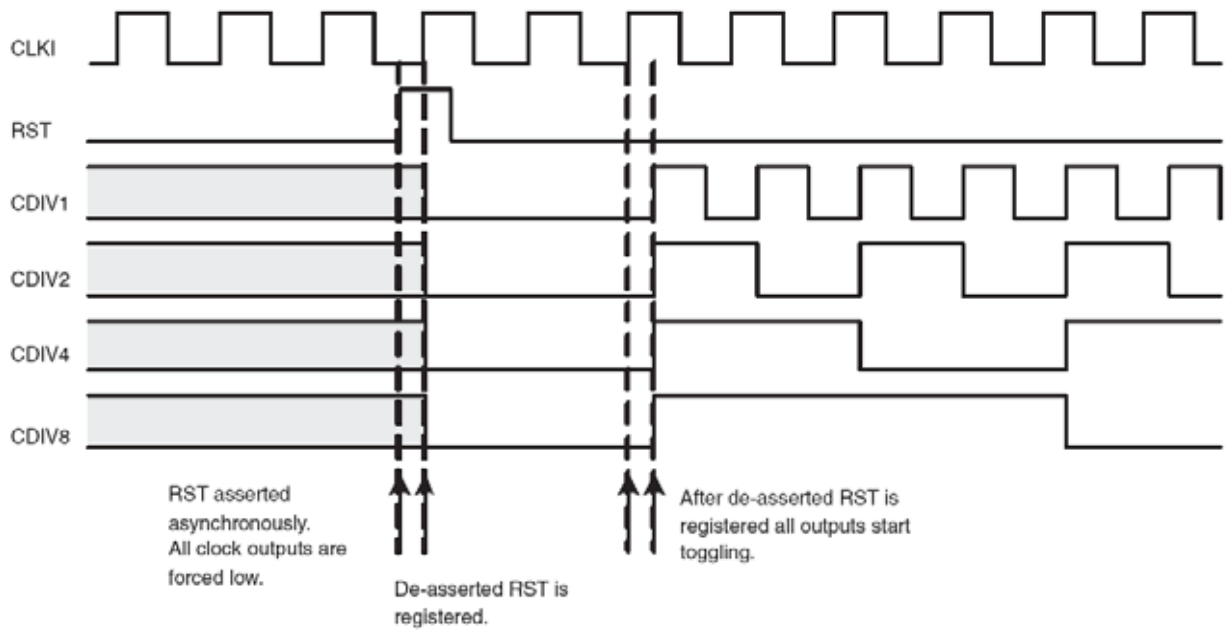 CLKI
RST
CDIV1
CDIV2
CDIV4
CDIV8
RST asserted
asynchronously.
All clock outputs are
forced low.
De-asserted RST is
registered.
After de-asserted RST is
registered all outputs start
toggling.